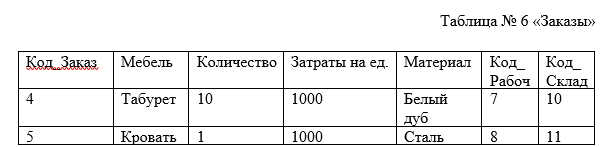 Таблица № 6 «Заказы»
Код_Заказ Мебель Количество Затраты на ед. Материал Код_ Код_
Рабоч Склад
4 Табурет 10 1000 Белый 7 10
дуб
5 Кровать 1 1000 Сталь 8 11